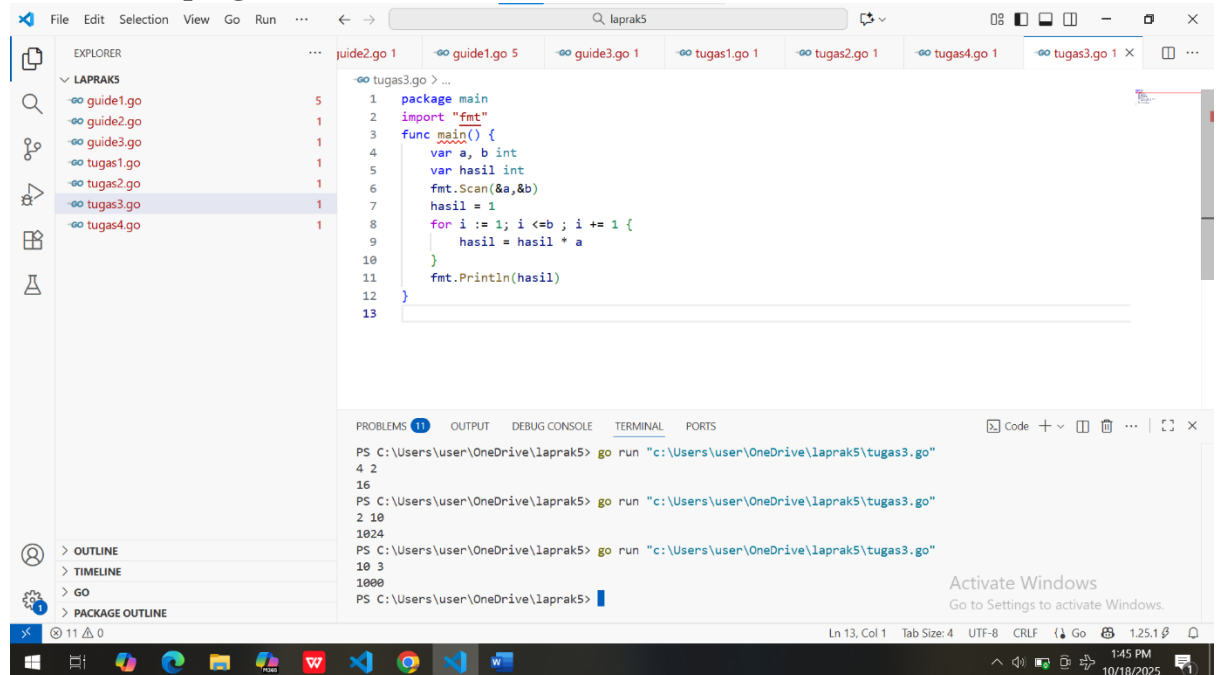 File Edit Selection View Go Run ...
laprak5
EXPLORER ...
uide2.go 1 guide1.go 5 guide3.go 1 tugas1.go 1 tugas2.go 1 tugas4.go 1 tugas3.go 1
LAPRAK5
guide1.go 5
guide2.go 1
guide3.go 1
tugas1.go 1
tugas2.go 1
tugas3.go 1
tugas4.go 1
tugas3.go > ...
1 package main
2 import "fmt"
3 func main() {
4 var a, b int
5 var hasil int
6 fmt.Scan(&a,&b)
7 hasil = 1
8 for i := 1; i <=b ; i += 1 {
9 hasil = hasil * a
10 }
11 fmt.Println(hasil)
12 }
13
PROBLEMS 11 OUTPUT DEBUG CONSOLE TERMINAL PORTS Code
PS C:\Users\user\OneDrive\laprak5> go run "c:\Users\user\OneDrive\laprak5\tugas3.go"
4 2
16
PS C:\Users\user\OneDrive\laprak5> go run "c:\Users\user\OneDrive\laprak5\tugas3.go"
2 10
1024
PS C:\Users\user\OneDrive\laprak5> go run "c:\Users\user\OneDrive\laprak5\tugas3.go"
10 3
1000
PS C:\Users\user\OneDrive\laprak5>
OUTLINE
TIMELINE
GO
PACKAGE OUTLINE
1
Activate Windows
Go to Settings to activate Windows.
11 0 Ln 13, Col 1 Tab Size: 4 UTF-8 CRLF Go 1.25.1
M365 W W
1:45 PM
10/18/2025
1